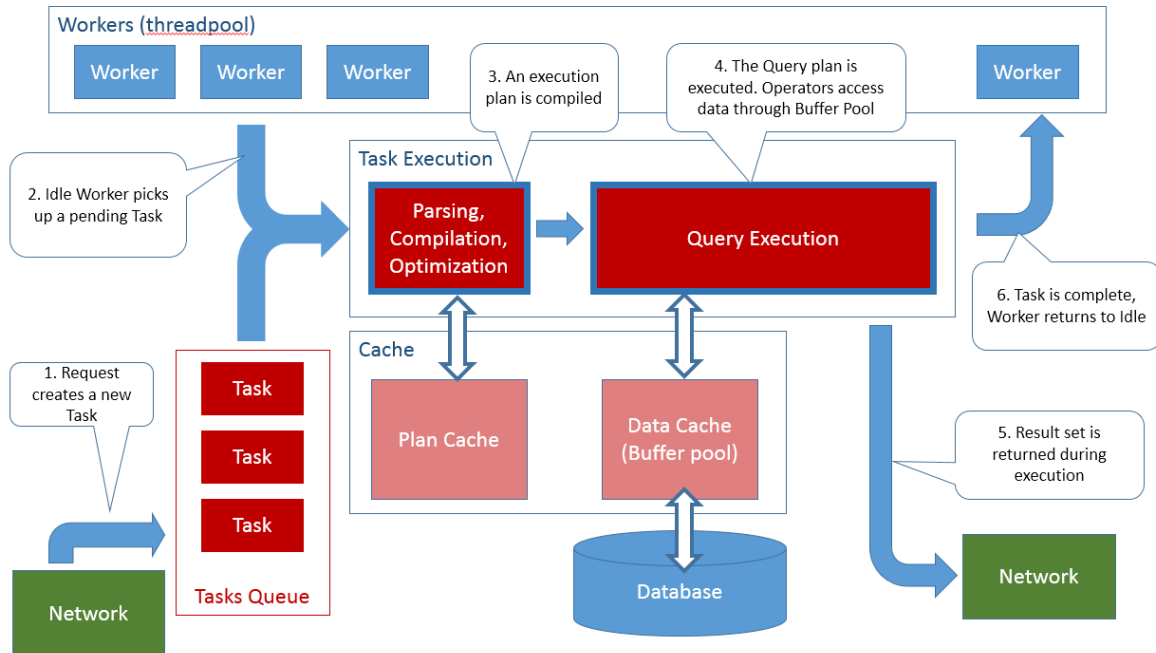 Workers (threadpool)
Worker
Worker
Worker
Worker
3. An execution
plan is compiled
4. The Query plan is
executed. Operators access
data through Buffer Pool
2. Idle Worker picks
up a pending Task
Task Execution
Parsing,
Compilation,
Optimization
Query Execution
6. Task is complete,
Worker returns to Idle
Cache
Plan Cache
Data Cache
(Buffer pool)
1. Request
creates a new
Task
Task
Task
Task
Tasks Queue
5. Result set is
returned during
execution
Network
Database
Network